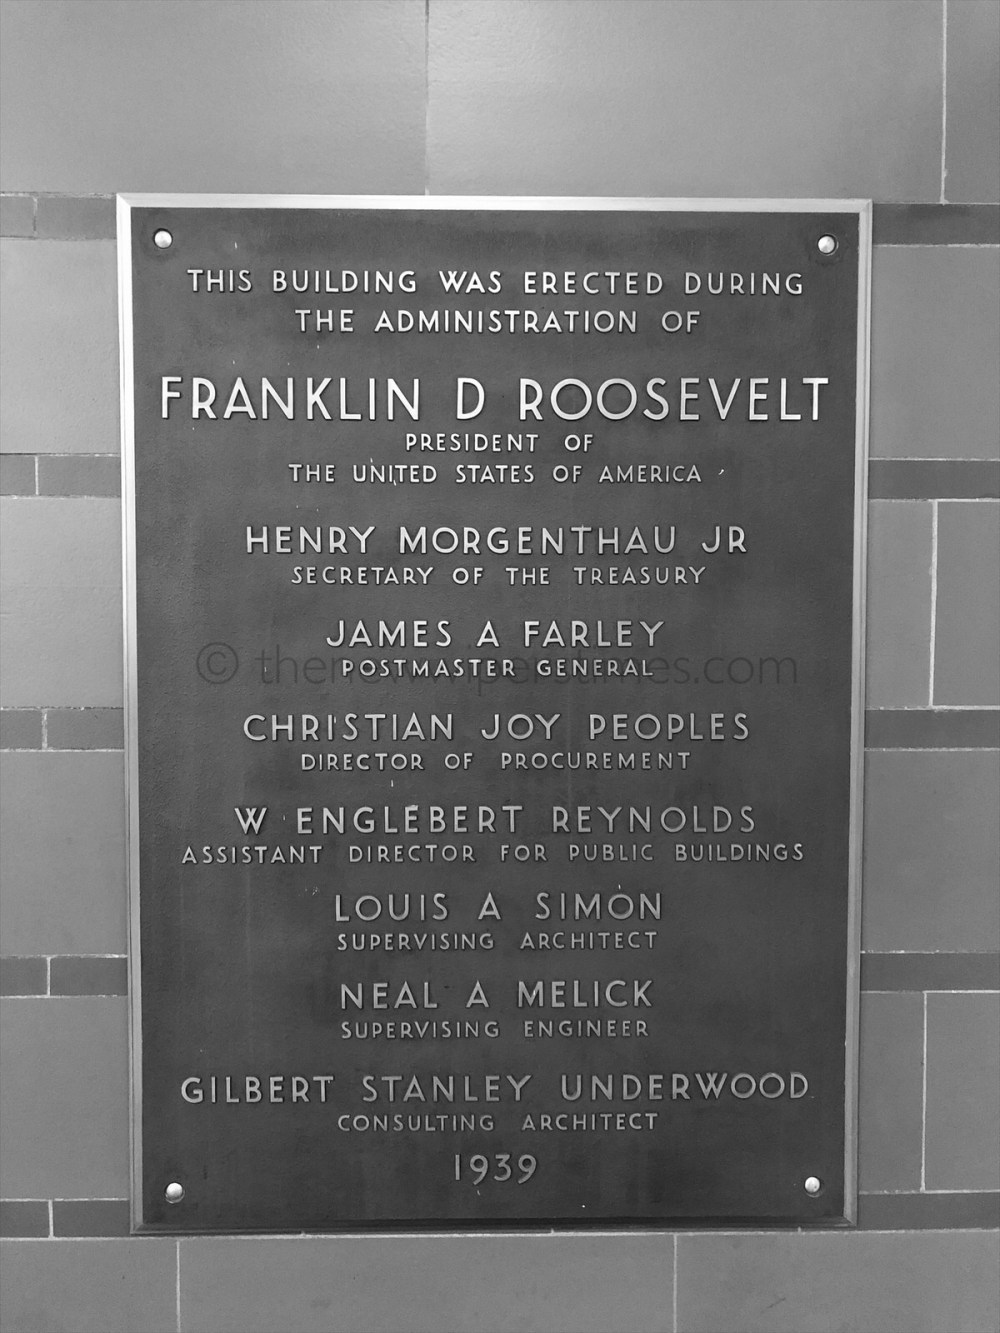 THIS BUILDING WAS ERECTED DURING
THE ADMINISTRATION OF
FRANKLIN D ROOSEVELT
PRESIDENT OF
THE UNITED STATES OF AMERICA
HENRY MORGENTHAU JR
SECRETARY OF THE TREASURY
JAMES A FARLEY
POSTMASTER GENERAL
CHRISTIAN JOY PEOPLES
DIRECTOR OF PROCUREMENT
W ENGLEBERT REYNOLDS
ASSISTANT DIRECTOR FOR PUBLIC BUILDINGS
LOUIS A SIMON
SUPERVISING ARCHITECT
NEAL A MELICK
SUPERVISING ENGINEER
GILBERT STANLEY UNDERWOOD
CONSULTING ARCHITECT
1939